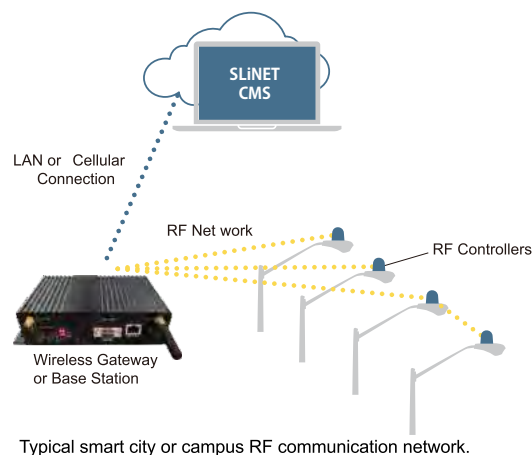 SLiNET
CMS
LAN or Cellular
Connection
RF Net work
RF Controllers
Wireless Gateway
or Base Station
Typical smart city or campus RF communication network.